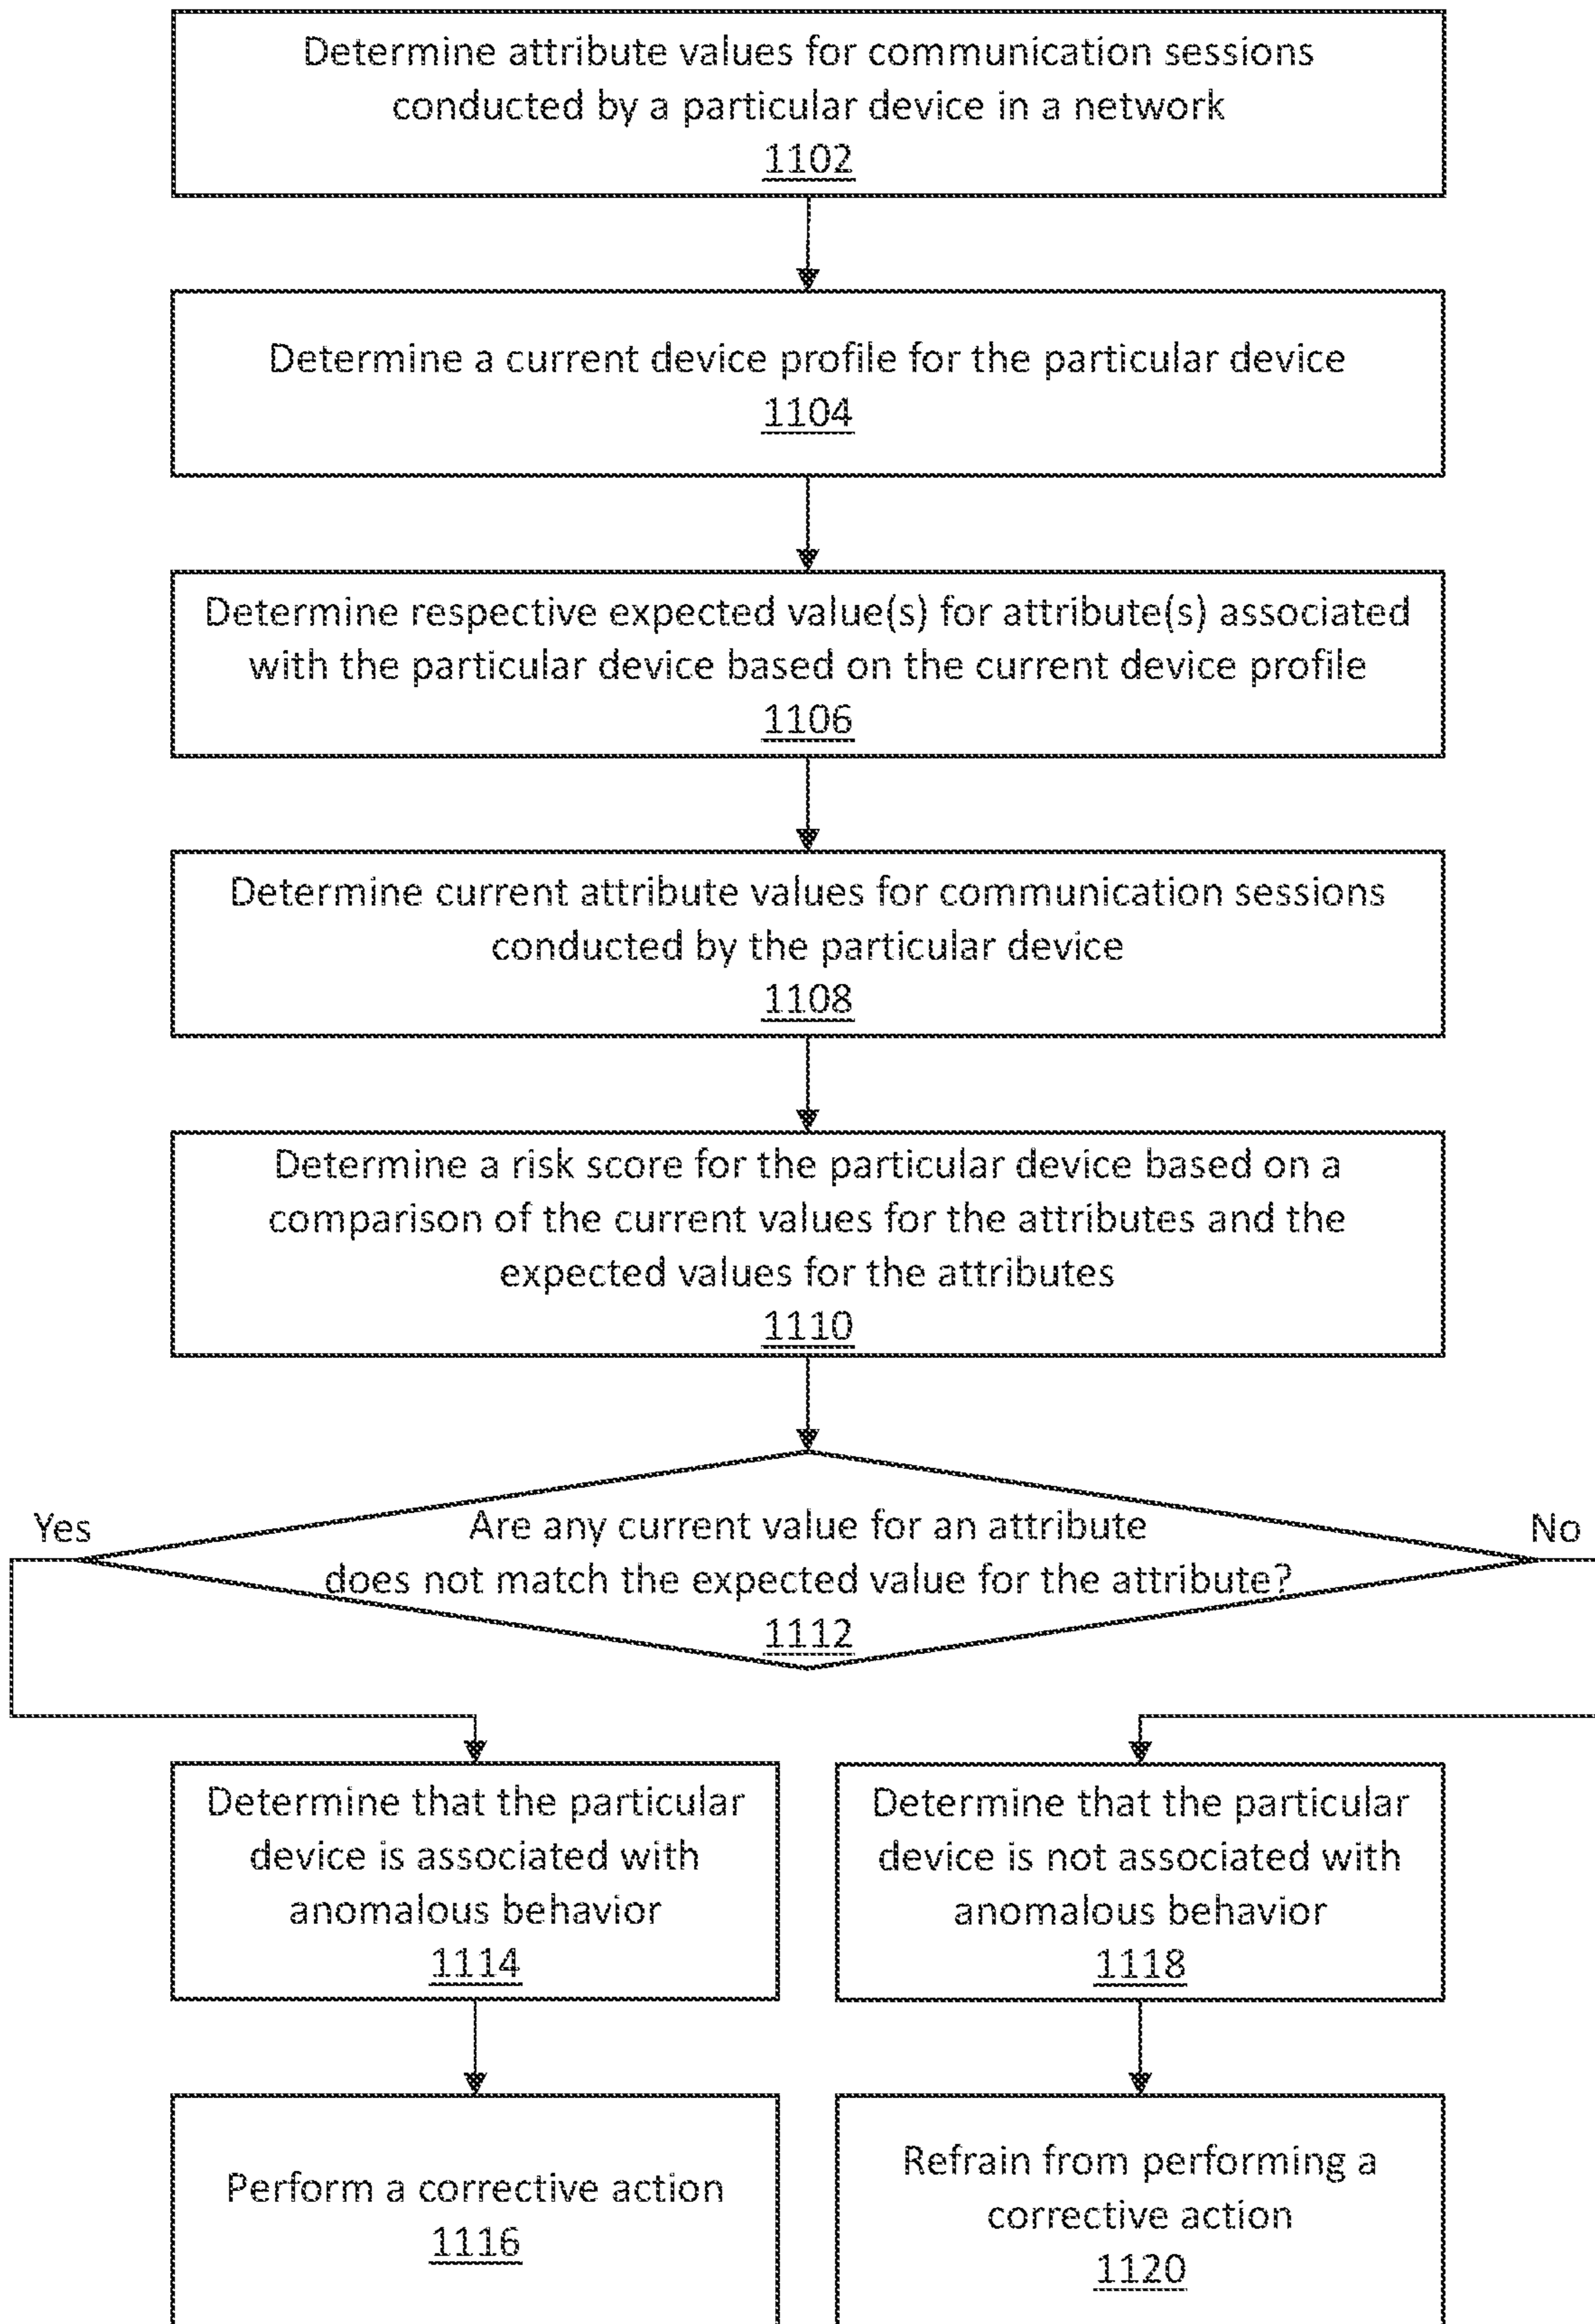 Determine attribute values for communication sessions
conducted by a particular device in a network
1102
Determine a current device profile for the particular device
1104
Determine respective expected value(s) for attribute(s) associated
with the particular device based on the current device profile
1106
Determine current attribute values for communication sessions
conducted by the particular device
1108
Determine a risk score for the particular device based on a
comparison of the current values for the attributes and the
expected values for the attributes
1110
Yes
No
Are any current value for an attribute
does not match the expected value for the attribute?
1112
Determine that the particular
device is associated with
anomalous behavior
1114
Determine that the particular
device is not associated with
anomalous behavior
1118
Perform a corrective action
1116
Refrain from performing a
corrective action
1120